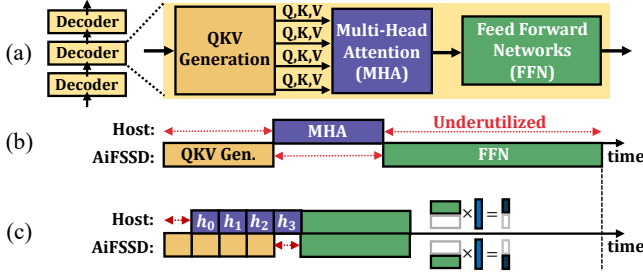 (a)
Decoder
Decoder
Decoder
QKV
Generation
Q,K,V
Q,K,V
Q,K,V
Q,K,V
Multi-Head
Attention
(MHA)
Feed Forward
Networks
(FFN)
(b)
Host:
MHA
Underutilized
AiFSSD:
QKV Gen.
FFN
time
(c)
Host:
h0 h1 h2 h3
× =
AiFSSD:
× =
time